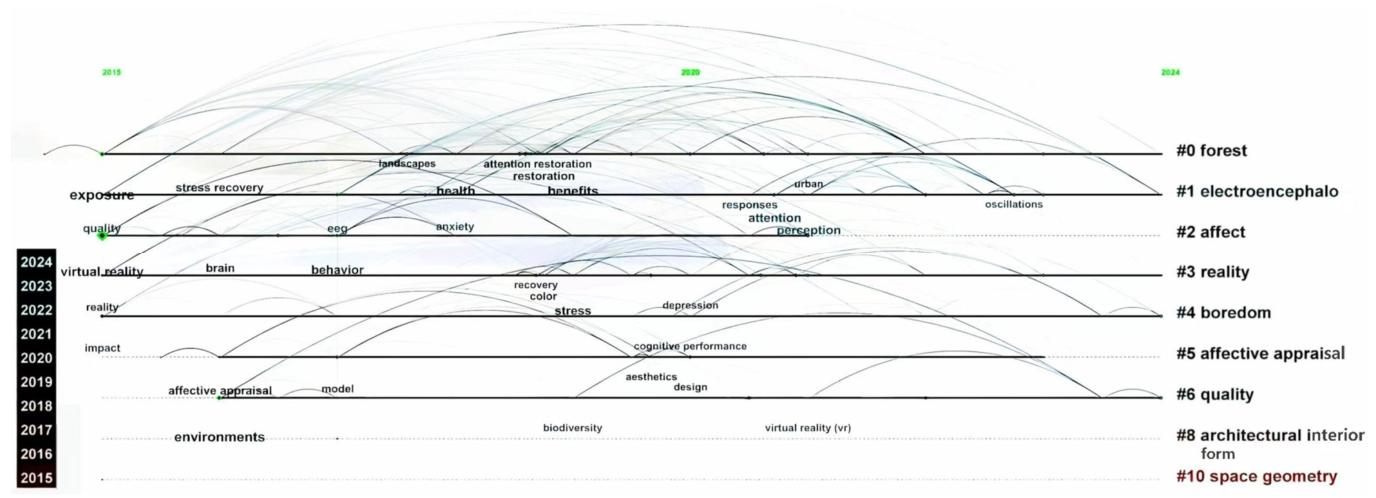 2015 2020 2024
#0 forest
landscapes attention restoration
restoration
exposure stress recovery health benefits urban #1 electroencephalo
responses oscillations
attention
quality eeg anxiety perception #2 affect
2024 virtual reality brain behavior #3 reality
2023 recovery
color
2022 reality stress depression #4 boredom
2021
impact cognitive performance
2020 #5 affective appraisal
2019 aesthetics
affective appraisal model design #6 quality
2018
2017 environments biodiversity virtual reality (vr) #8 architectural interior
2016 form
2015 #10 space geometry